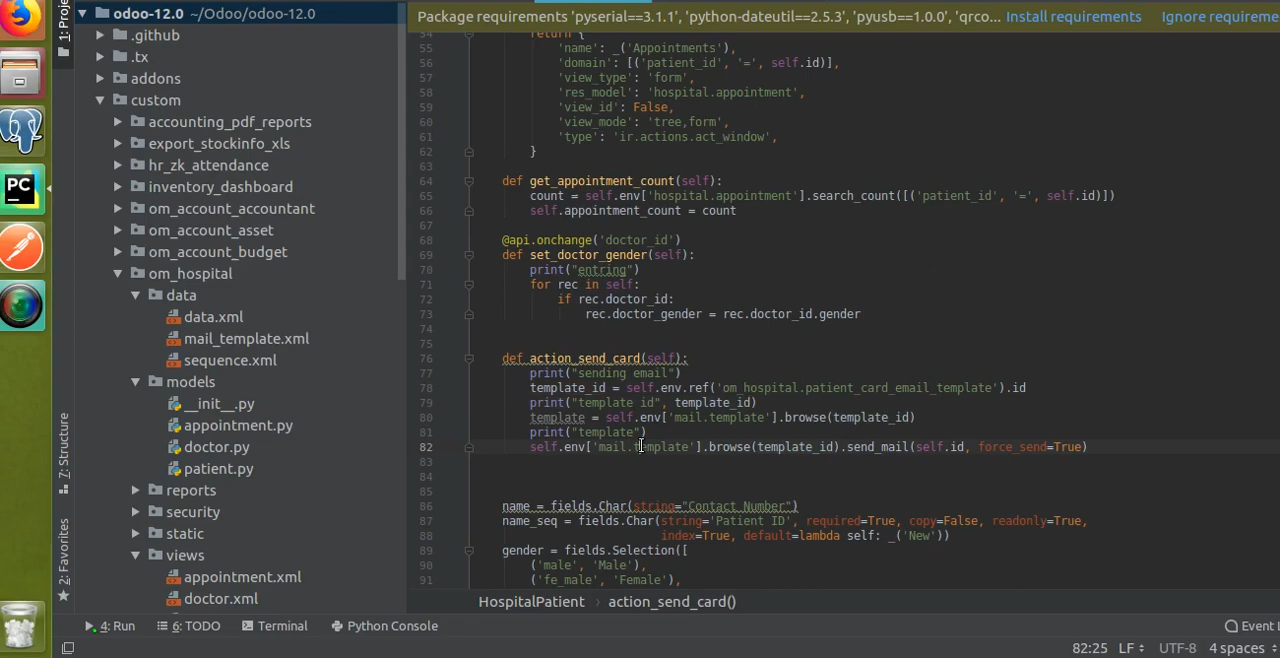 odoo-12.0 ~/Odoo/odoo-12.0
.github
.tx
addons
custom
accounting_pdf_reports
export_stockinfo_xls
hr_zk_attendance
inventory_dashboard
om_account_accountant
om_account_asset
om_account_budget
om_hospital
data
data.xml
mail_template.xml
sequence.xml
models
__init__.py
appointment.py
doctor.py
patient.py
reports
security
static
views
appointment.xml
doctor.xml
1: Proje
7: Structure
2: Favorites
PC
Package requirements 'pyserial==3.1.1', 'python-dateutil==2.5.3', 'pyusb==1.0.0', 'qrco... Install requirements Ignore requireme
54 return {
55 'name': _('Appointments'),
56 'domain': [('patient_id', '=', self.id)],
57 'view_type': 'form',
58 'res_model': 'hospital.appointment',
59 'view_id': False,
60 'view_mode': 'tree,form',
61 'type': 'ir.actions.act_window',
62 }
63
64 def get_appointment_count(self):
65 count = self.env['hospital.appointment'].search_count([('patient_id', '=', self.id)])
66 self.appointment_count = count
67
68 @api.onchange('doctor_id')
69 def set_doctor_gender(self):
70 print("entring")
71 for rec in self:
72 if rec.doctor_id:
73 rec.doctor_gender = rec.doctor_id.gender
74
75
76 def action_send_card(self):
77 print("sending email")
78 template_id = self.env.ref('om_hospital.patient_card_email_template').id
79 print("template id", template_id)
80 template = self.env['mail.template'].browse(template_id)
81 print("template")
82 self.env['mail.template'].browse(template_id).send_mail(self.id, force_send=True)
83
84
85
86 name = fields.Char(string="Contact Number")
87 name_seq = fields.Char(string='Patient ID', required=True, copy=False, readonly=True,
88 index=True, default=lambda self: _('New'))
89 gender = fields.Selection([
90 ('male', 'Male'),
91 ('fe_male', 'Female'),
HospitalPatient › action_send_card()
4: Run 6: TODO Terminal Python Console Event L
82:25 LF UTF-8 4 spaces